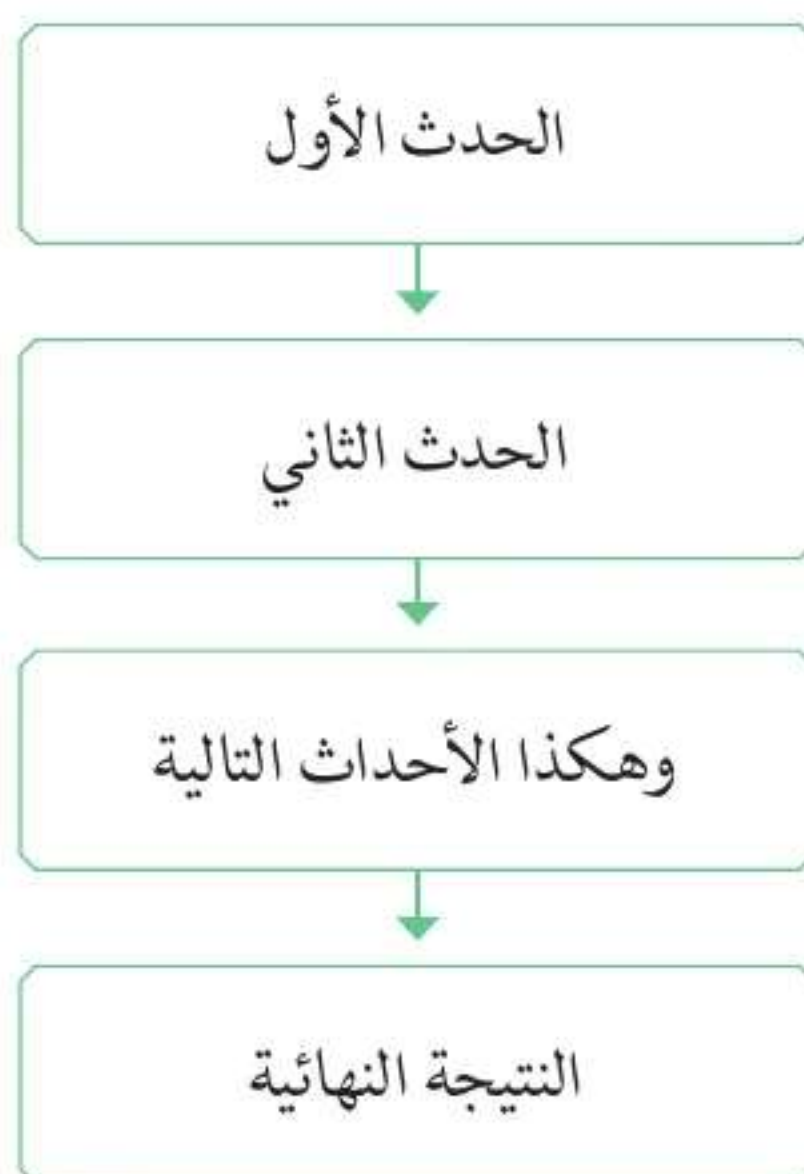 الحدث الأول
الحدث الثاني
وهكذا الأحداث التالية
النتيجة النهائية